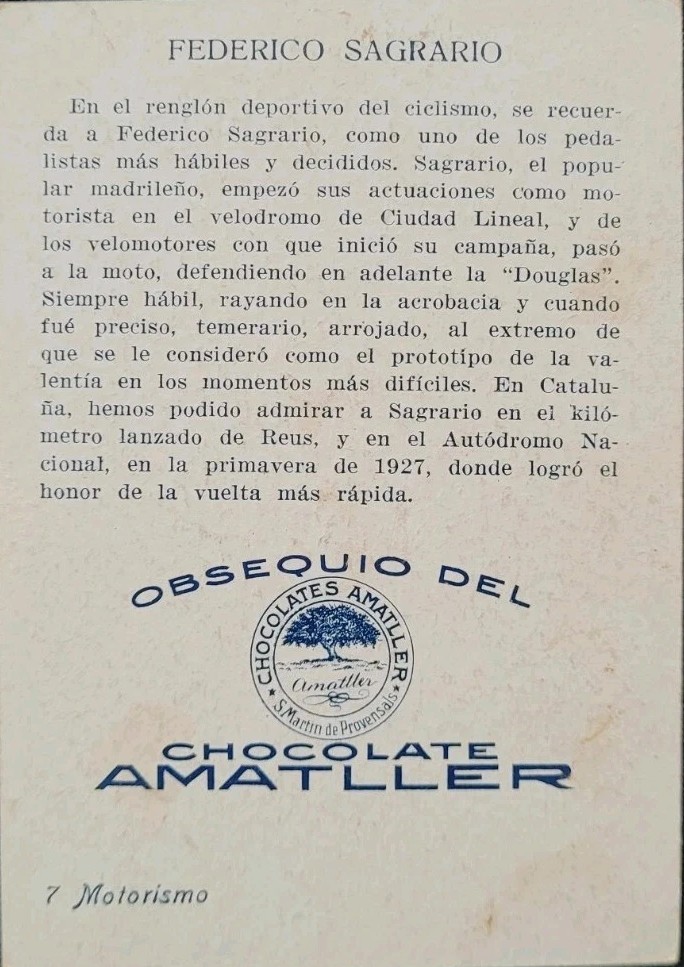 FEDERICO SAGRARIO
En el renglón deportivo del ciclismo, se recuer-
da a Federico Sagrario, como uno de los peda-
listas más hábiles y decididos. Sagrario, el popu-
lar madrileño, empezó sus actuaciones como mo-
torista en el velodromo de Ciudad Lineal, y de
los velomotores con que inició su campaña, pasó
a la moto, defendiendo en adelante la “Douglas”.
Siempre hábil, rayando en la acrobacia y cuando
fué preciso, temerario, arrojado, al extremo de
que se le consideró como el prototipo de la va-
lentía en los momentos más difíciles. En Catalu-
ña, hemos podido admirar a Sagrario en el kiló-
metro lanzado de Reus, y en el Autódromo Na-
cional, en la primavera de 1927, donde logró el
honor de la vuelta más rápida.
OBSEQUIO DEL
CHOCOLATES AMATLLER
Amatller
S. Martin de Provensals
CHOCOLATE
AMATLLER
7 Motorismo